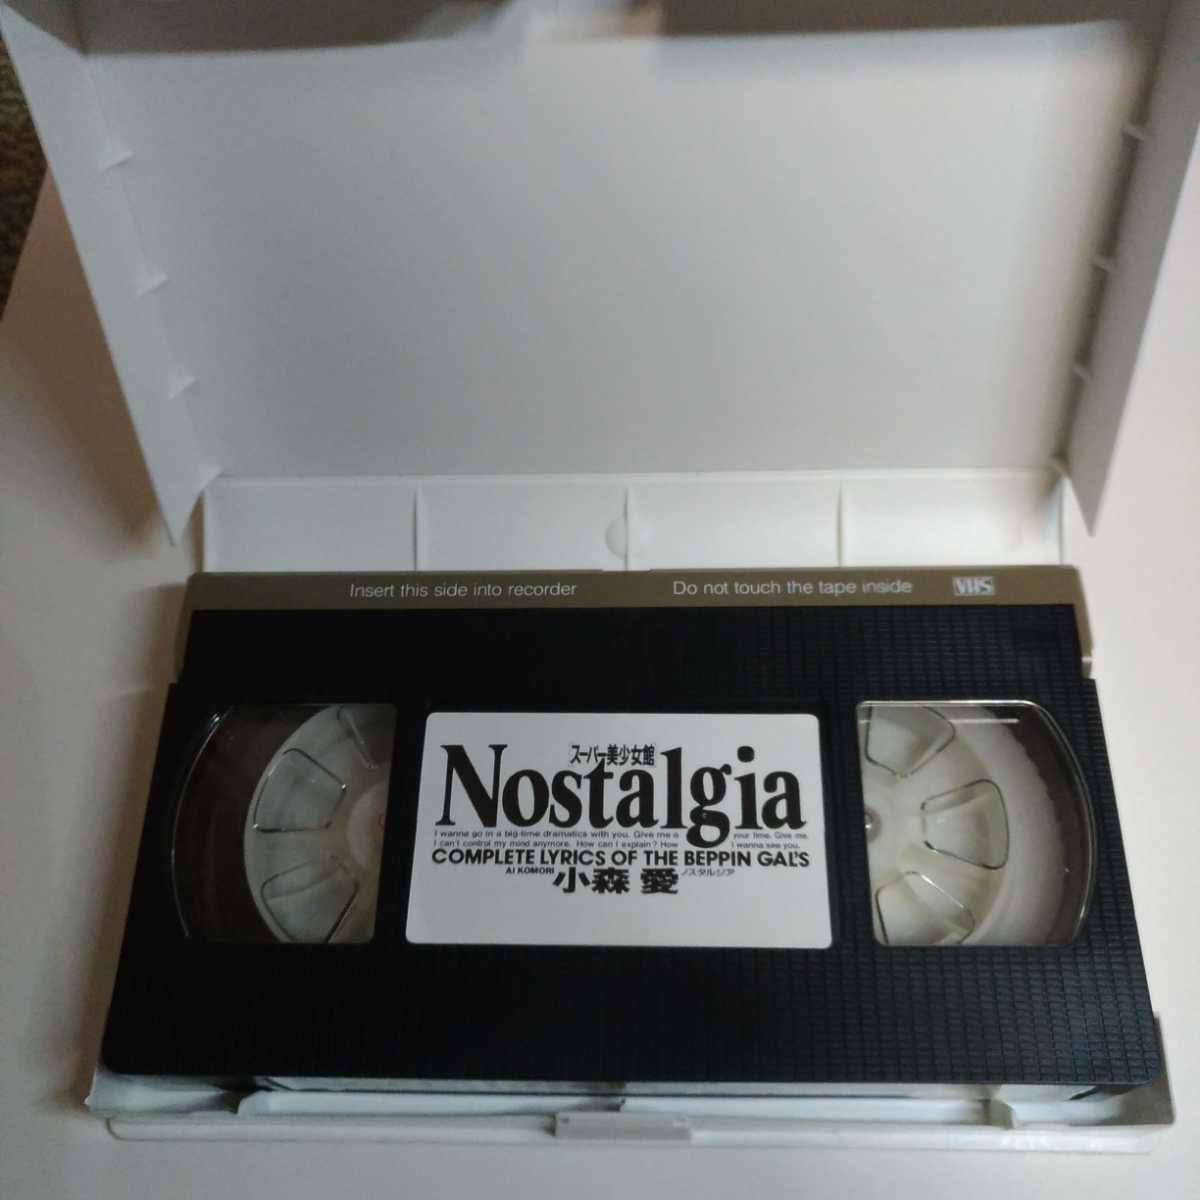 Insert this side into recorder Do not touch the tape inside VHS
スーパー美少女館
Nostalgia
I wanna go in a big-time dramatics with you. Give me a your time. Give me.
I can't control my mind anymore. How can I explain? How I wanna see you.
COMPLETE LYRICS OF THE BEPPIN GAL'S
AI KOMORI 小森 愛 ノスタルジア